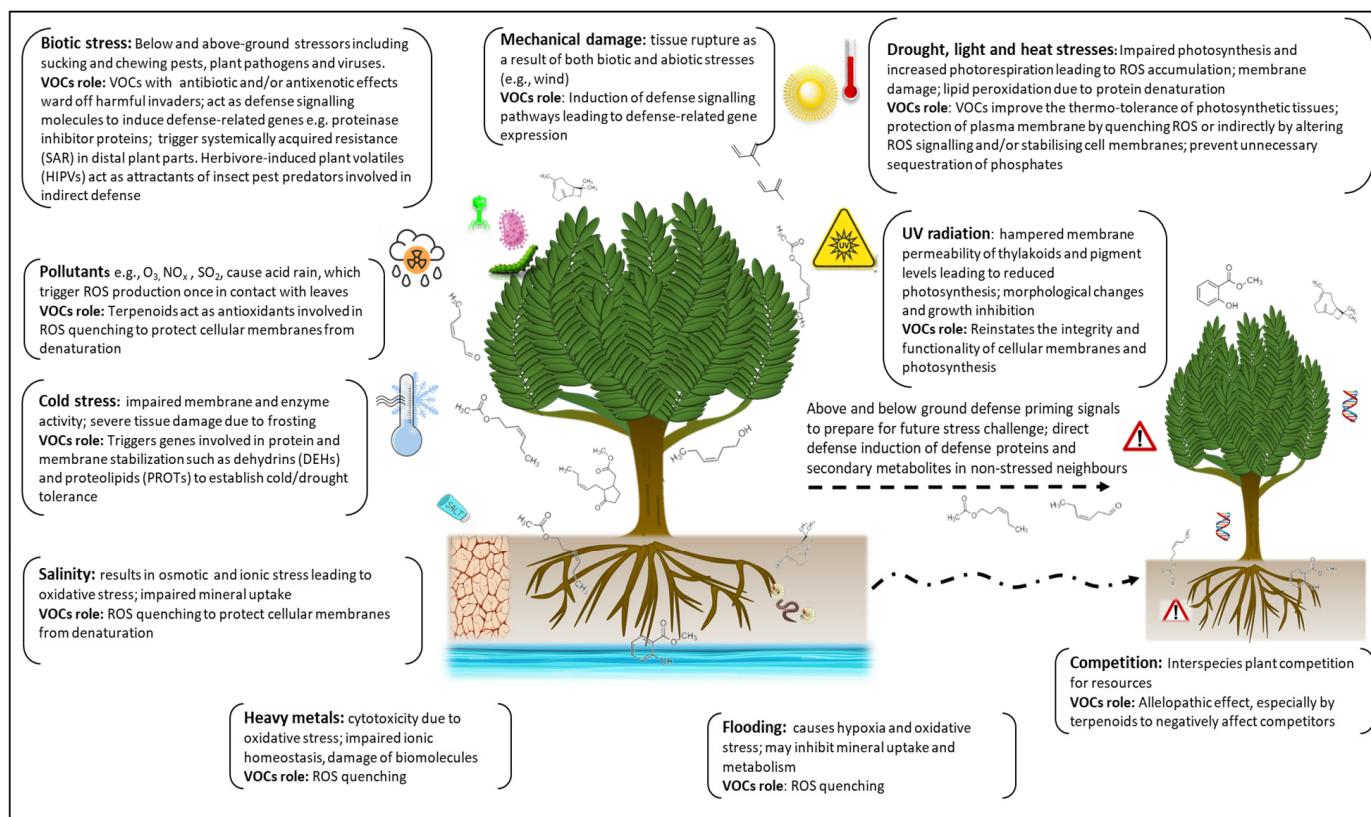 Biotic stress: Below and above-ground stressors including
sucking and chewing pests, plant pathogens and viruses.
VOCs role: VOCs with antibiotic and/or antixenotic effects
ward off harmful invaders; act as defense signalling
molecules to induce defense-related genes e.g. proteinase
inhibitor proteins; trigger systemically acquired resistance
(SAR) in distal plant parts. Herbivore-induced plant volatiles
(HIPVs) act as attractants of insect pest predators involved in
indirect defense
Mechanical damage: tissue rupture as
a result of both biotic and abiotic stresses
(e.g., wind)
VOCs role: Induction of defense signalling
pathways leading to defense-related gene
expression
Drought, light and heat stresses: Impaired photosynthesis and
increased photorespiration leading to ROS accumulation; membrane
damage; lipid peroxidation due to protein denaturation
VOCs role: VOCs improve the thermo-tolerance of photosynthetic tissues;
protection of plasma membrane by quenching ROS or indirectly by altering
ROS signalling and/or stabilising cell membranes; prevent unnecessary
sequestration of phosphates
Pollutants e.g., O3, NOx , SO2, cause acid rain, which
trigger ROS production once in contact with leaves
VOCs role: Terpenoids act as antioxidants involved in
ROS quenching to protect cellular membranes from
denaturation
UV
UV radiation: hampered membrane
permeability of thylakoids and pigment
levels leading to reduced
photosynthesis; morphological changes
and growth inhibition
VOCs role: Reinstates the integrity and
functionality of cellular membranes and
photosynthesis
Cold stress: impaired membrane and enzyme
activity; severe tissue damage due to frosting
VOCs role: Triggers genes involved in protein and
membrane stabilization such as dehydrins (DEHs)
and proteolipids (PROTs) to establish cold/drought
tolerance
Above and below ground defense priming signals
to prepare for future stress challenge; direct
defense induction of defense proteins and
secondary metabolites in non-stressed neighbours
SALT
Salinity: results in osmotic and ionic stress leading to
oxidative stress; impaired mineral uptake
VOCs role: ROS quenching to protect cellular membranes
from denaturation
Heavy metals: cytotoxicity due to
oxidative stress; impaired ionic
homeostasis, damage of biomolecules
VOCs role: ROS quenching
Flooding: causes hypoxia and oxidative
stress; may inhibit mineral uptake and
metabolism
VOCs role: ROS quenching
Competition: Interspecies plant competition
for resources
VOCs role: Allelopathic effect, especially by
terpenoids to negatively affect competitors